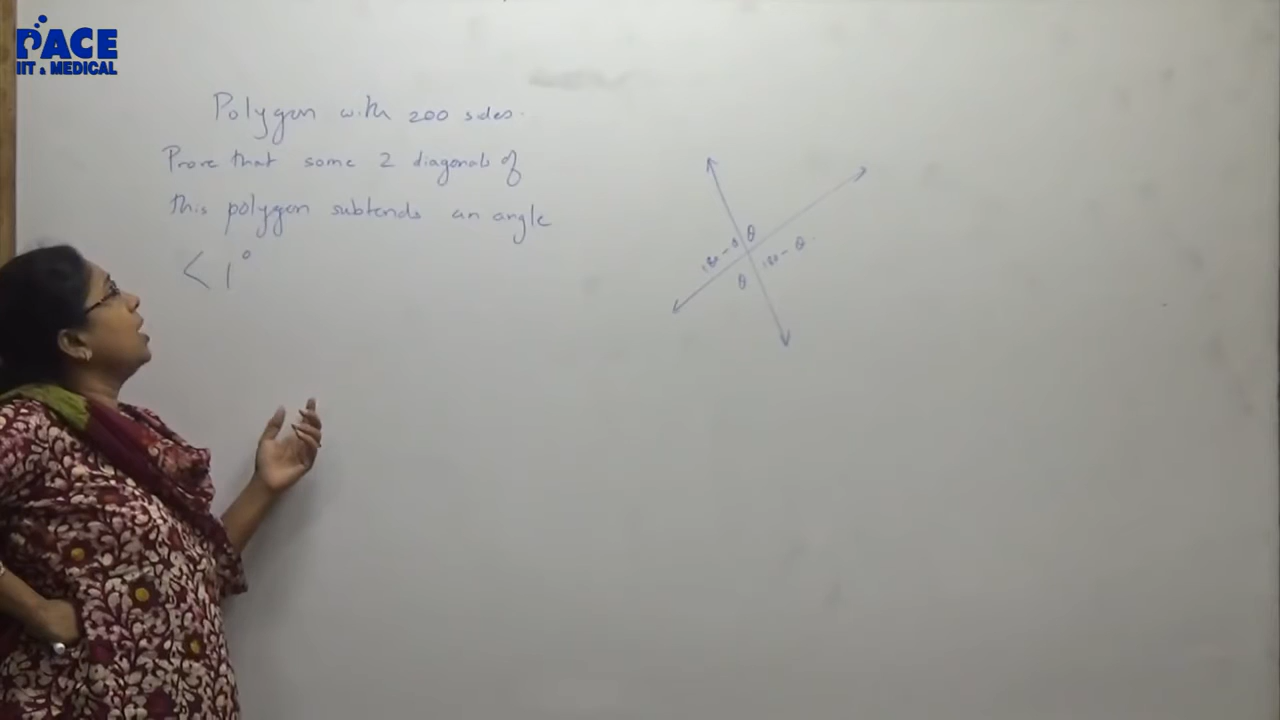 PACE
IIT & MEDICAL
Polygon with 200 sides.
Prove that some 2 diagonals of
this polygon subtends an angle
< 1°
θ
180 - θ
180 - θ
θ